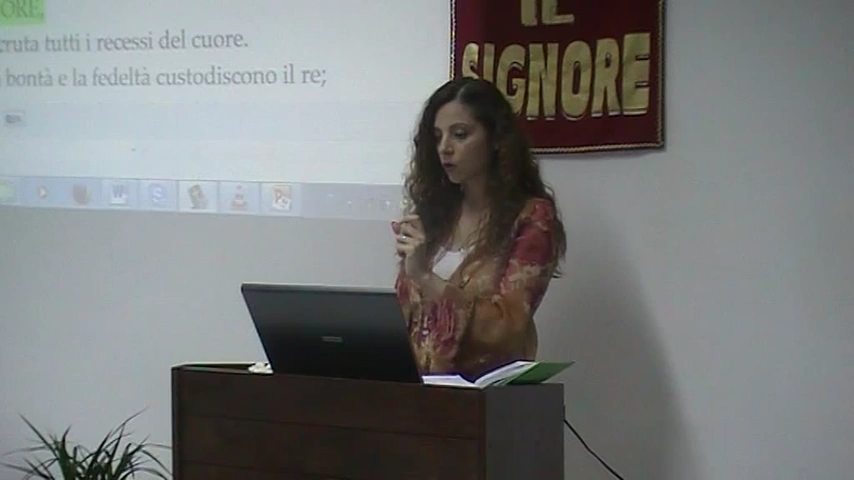 ORE.
cruta tutti i recessi del cuore.
bontà e la fedeltà custodiscono il re;
IL
SIGNORE